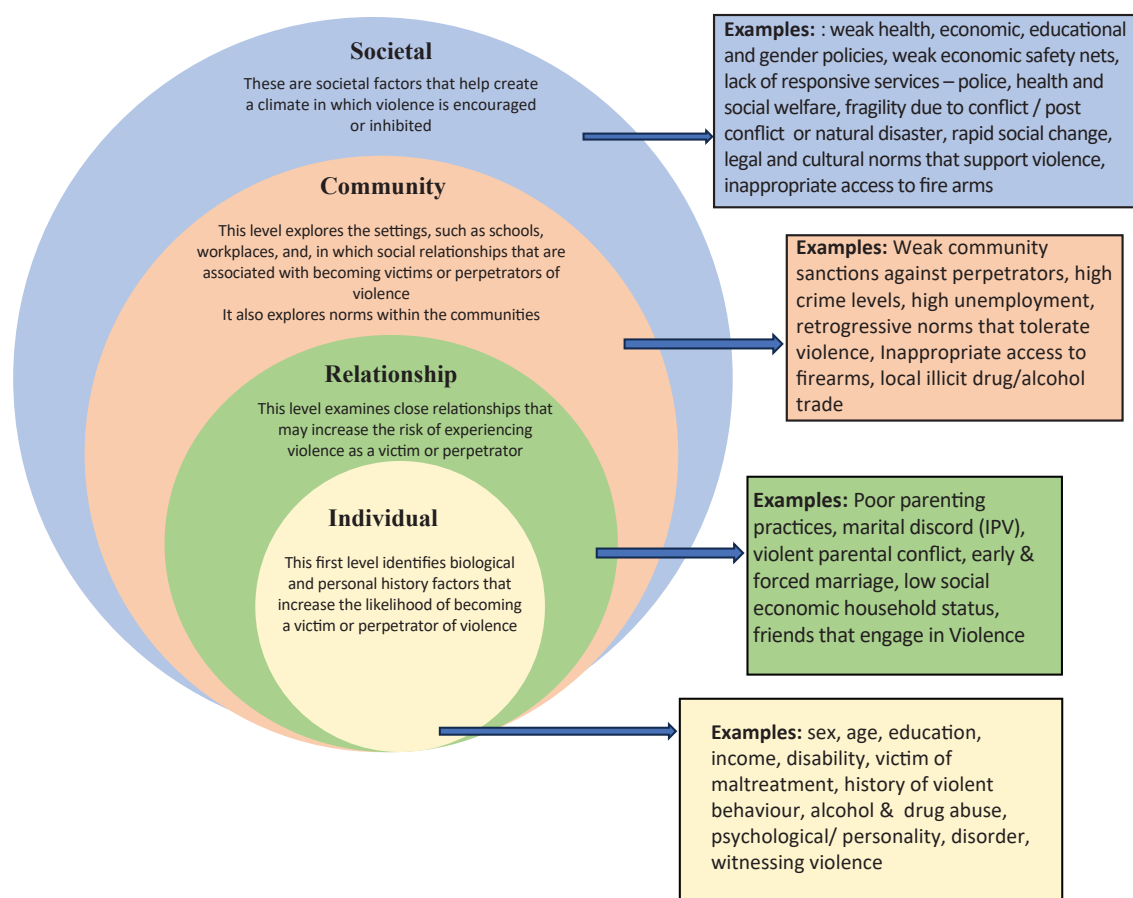 Societal
These are societal factors that help create
a climate in which violence is encouraged
or inhibited
Examples: : weak health, economic, educational
and gender policies, weak economic safety nets,
lack of responsive services – police, health and
social welfare, fragility due to conflict / post
conflict or natural disaster, rapid social change,
legal and cultural norms that support violence,
inappropriate access to fire arms
Community
This level explores the settings, such as schools,
workplaces, and, in which social relationships that are
associated with becoming victims or perpetrators of
violence
It also explores norms within the communities
Examples: Weak community
sanctions against perpetrators, high
crime levels, high unemployment,
retrogressive norms that tolerate
violence, Inappropriate access to
firearms, local illicit drug/alcohol
trade
Relationship
This level examines close relationships that
may increase the risk of experiencing
violence as a victim or perpetrator
Examples: Poor parenting
practices, marital discord (IPV),
violent parental conflict, early &
forced marriage, low social
economic household status,
friends that engage in Violence
Individual
This first level identifies biological
and personal history factors that
increase the likelihood of becoming
a victim or perpetrator of violence
Examples: sex, age, education,
income, disability, victim of
maltreatment, history of violent
behaviour, alcohol & drug abuse,
psychological/ personality, disorder,
witnessing violence